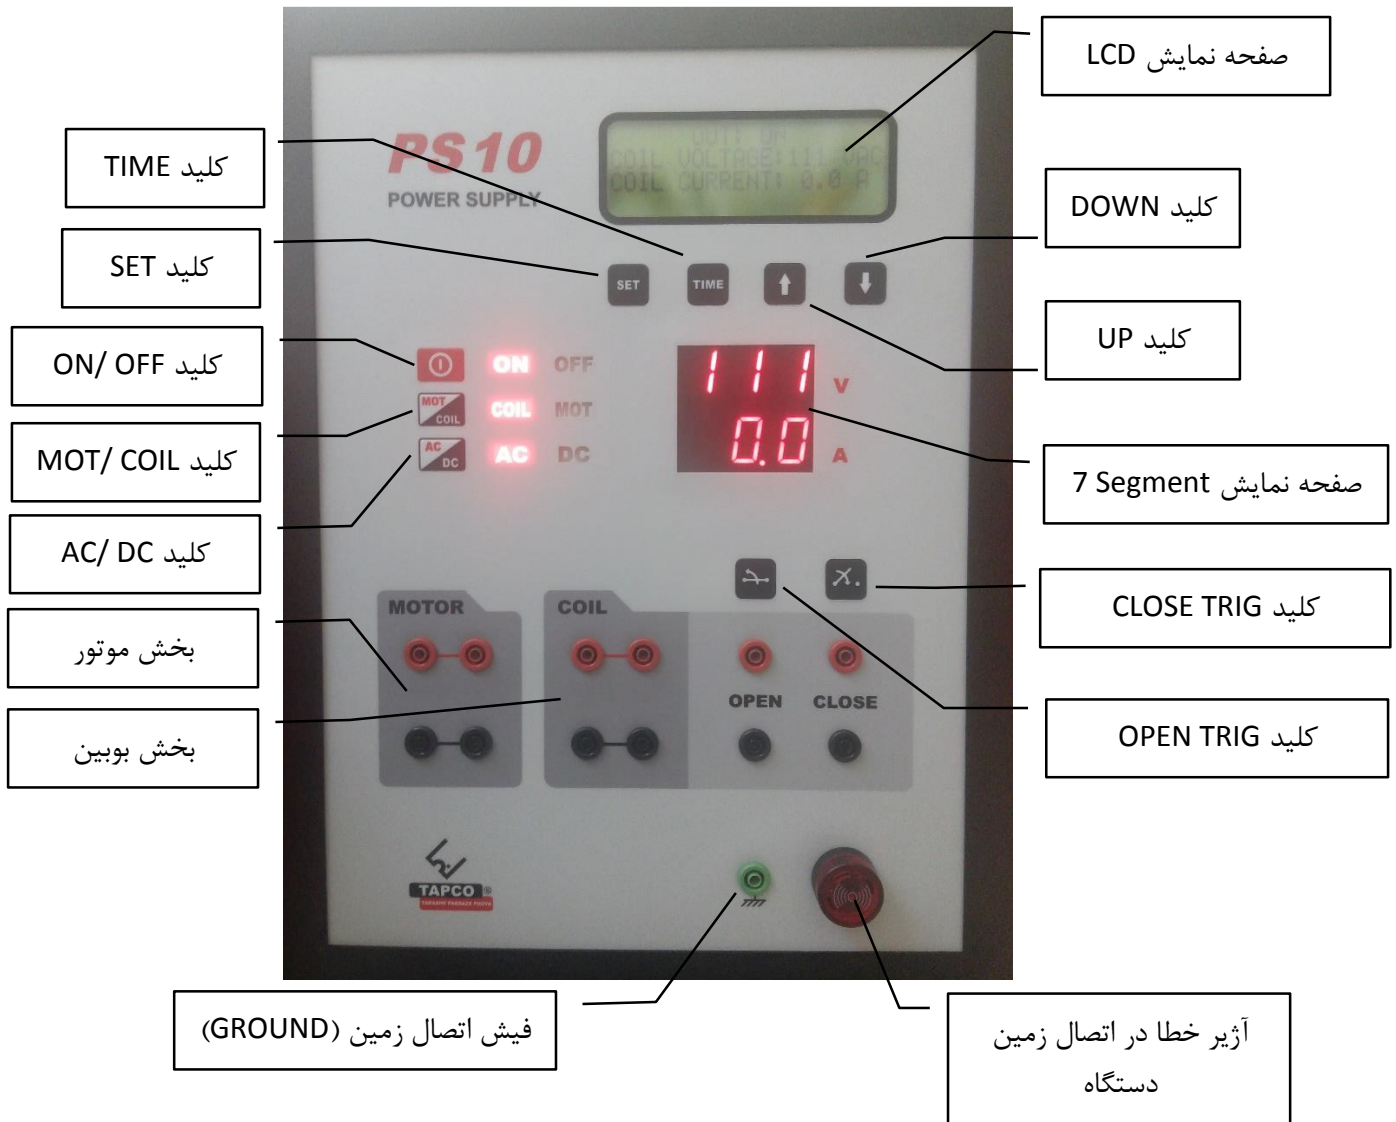 صفحه نمایش LCD
کلید TIME
کلید DOWN
کلید SET
کلید UP
کلید ON/ OFF
کلید MOT/ COIL
صفحه نمایش 7 Segment
کلید AC/ DC
کلید CLOSE TRIG
بخش موتور
کلید OPEN TRIG
بخش بوبین
فیش اتصال زمین (GROUND)
آژیر خطا در اتصال زمین
دستگاه
PS10
POWER SUPPLY
OUT: ON
COIL VOLTAGE:111 VAC
COIL CURRENT: 0.0 A
SET TIME
ON OFF
MOT COIL COIL MOT
AC DC AC DC
111 V
0.0 A
MOTOR COIL
OPEN CLOSE
TAPCO ®